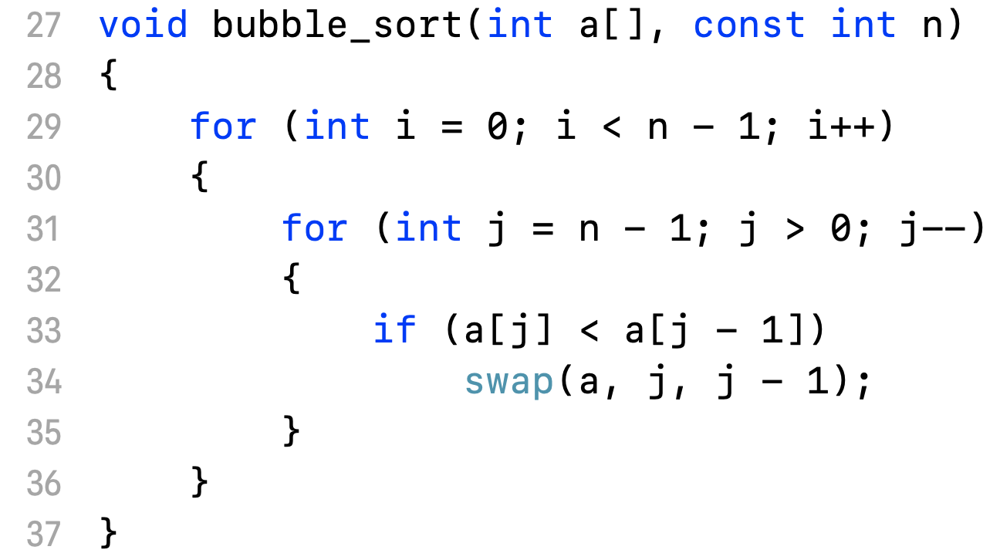 27 void bubble_sort(int a[], const int n)
28 {
29     for (int i = 0; i < n - 1; i++)
30     {
31         for (int j = n - 1; j > 0; j--)
32         {
33             if (a[j] < a[j - 1])
34                 swap(a, j, j - 1);
35         }
36     }
37 }